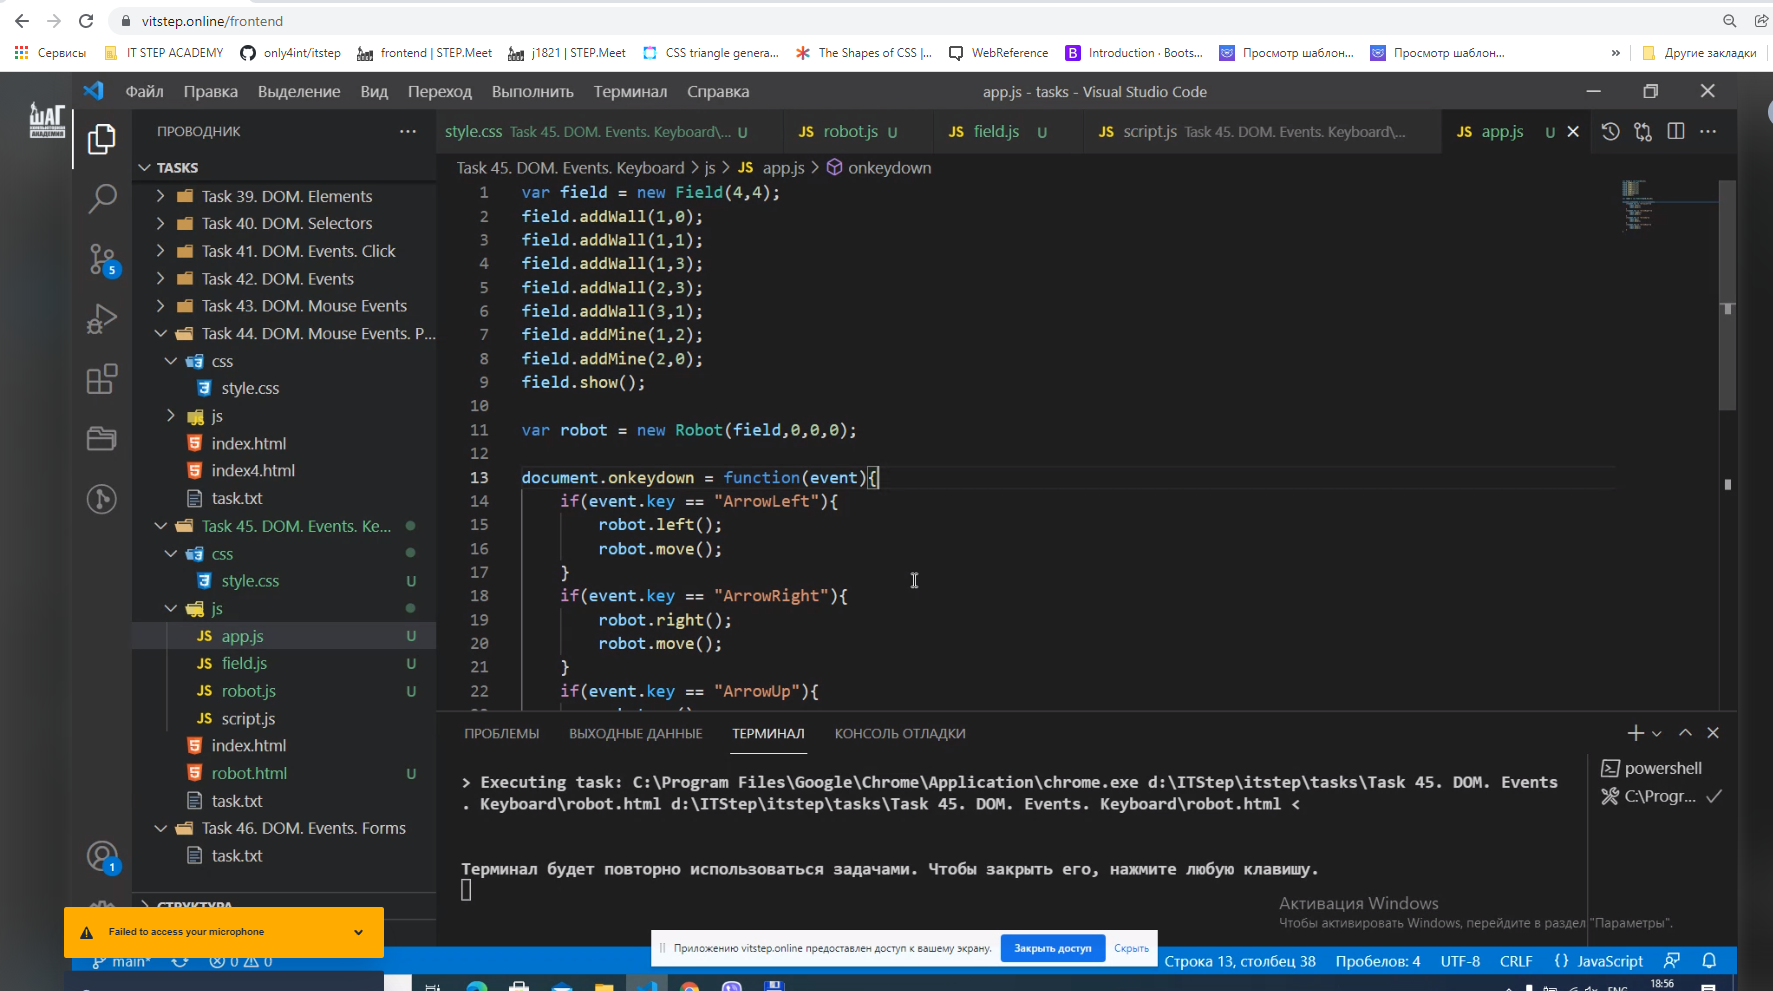 vitstep.online/frontend
Сервисы
IT STEP ACADEMY
only4int/itstep
frontend | STEP.Meet
j1821 | STEP.Meet
CSS triangle genera...
The Shapes of CSS |...
WebReference
Introduction · Boots...
Просмотр шаблон...
Просмотр шаблон...
»
Другие закладки
ШАГ
Файл Правка Выделение Вид Переход Выполнить Терминал Справка
app.js - tasks - Visual Studio Code
ПРОВОДНИК
style.css Task 45. DOM. Events. Keyboard\... U
JS robot.js U
JS field.js U
JS script.js Task 45. DOM. Events. Keyboard\...
JS app.js U
Task 45. DOM. Events. Keyboard > js > JS app.js > onkeydown
TASKS
Task 39. DOM. Elements
Task 40. DOM. Selectors
Task 41. DOM. Events. Click
Task 42. DOM. Events
Task 43. DOM. Mouse Events
Task 44. DOM. Mouse Events. P...
css
style.css
js
index.html
index4.html
task.txt
Task 45. DOM. Events. Ke...
css
style.css U
js
JS app.js U
JS field.js U
JS robot.js U
JS script.js
index.html
robot.html U
task.txt
Task 46. DOM. Events. Forms
task.txt
СТРУКТУРА
5
1
1 var field = new Field(4,4);
2 field.addWall(1,0);
3 field.addWall(1,1);
4 field.addWall(1,3);
5 field.addWall(2,3);
6 field.addWall(3,1);
7 field.addMine(1,2);
8 field.addMine(2,0);
9 field.show();
10
11 var robot = new Robot(field,0,0,0);
12
13 document.onkeydown = function(event){
14 if(event.key == "ArrowLeft"){
15 robot.left();
16 robot.move();
17 }
18 if(event.key == "ArrowRight"){
19 robot.right();
20 robot.move();
21 }
22 if(event.key == "ArrowUp"){
ПРОБЛЕМЫ ВЫХОДНЫЕ ДАННЫЕ ТЕРМИНАЛ КОНСОЛЬ ОТЛАДКИ
> Executing task: C:\Program Files\Google\Chrome\Application\chrome.exe d:\ITStep\itstep\tasks\Task 45. DOM. Events
. Keyboard\robot.html d:\ITStep\itstep\tasks\Task 45. DOM. Events. Keyboard\robot.html <
Терминал будет повторно использоваться задачами. Чтобы закрыть его, нажмите любую клавишу.
powershell
C:\Progr...
Активация Windows
Чтобы активировать Windows, перейдите в раздел "Параметры".
Failed to access your microphone
Приложению vitstep.online предоставлен доступ к вашему экрану.
Закрыть доступ
Скрыть
main*
0 0
Строка 13, столбец 38 Пробелов: 4 UTF-8 CRLF {} JavaScript
18:56